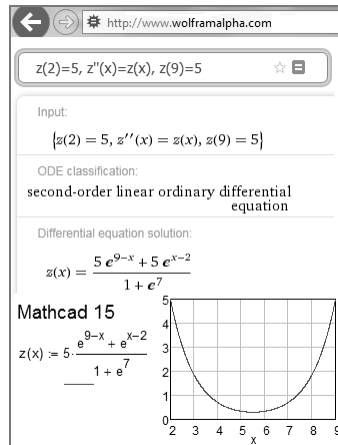 http://www.wolframalpha.com
z(2)=5, z"(x)=z(x), z(9)=5
Input:
{z(2) = 5, z′′(x) = z(x), z(9) = 5}
ODE classification:
second-order linear ordinary differential
equation
Differential equation solution:
z(x) = (5 e^(9−x) + 5 e^(x−2)) / (1 + e^7)
Mathcad 15
z(x) := 5·(e^(9−x) + e^(x−2)) / (1 + e^7)
5
4
3
2
1
0
2 3 4 5 6 7 8 9
x